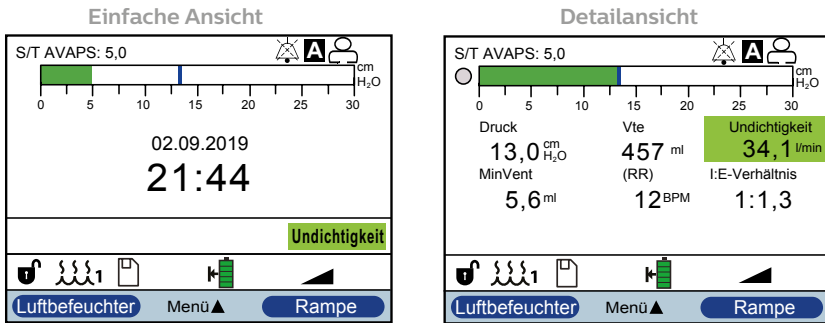 Einfache Ansicht
S/T AVAPS: 5,0
A
cm
H₂O
0 5 10 15 20 25 30
02.09.2019
21:44
Undichtigkeit
1
Luftbefeuchter Menü▲ Rampe
Detailansicht
S/T AVAPS: 5,0
A
cm
H₂O
0 5 10 15 20 25 30
Druck Vte Undichtigkeit
13,0 cm H₂O 457 ml 34,1 l/min
MinVent (RR) I:E-Verhältnis
5,6 ml 12 BPM 1:1,3
1
Luftbefeuchter Menü▲ Rampe